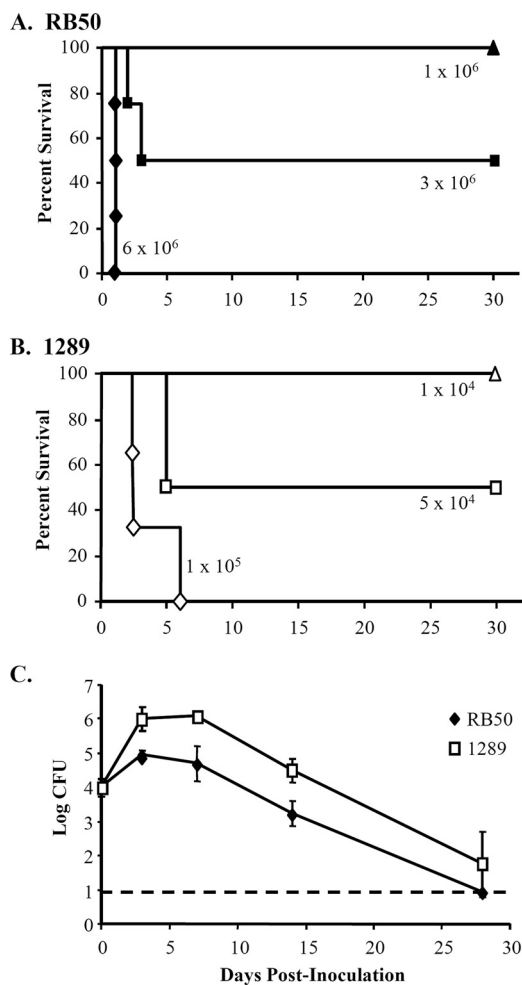 A. RB50
100
80
60
40
20
0
Percent Survival
1 x 10⁶
3 x 10⁶
6 x 10⁶
0 5 10 15 20 25 30
B. 1289
100
80
60
40
20
0
Percent Survival
1 x 10⁴
5 x 10⁴
1 x 10⁵
0 5 10 15 20 25 30
C.
7
6
5
4
3
2
1
0
Log CFU
RB50
1289
0 5 10 15 20 25 30
Days Post-Inoculation